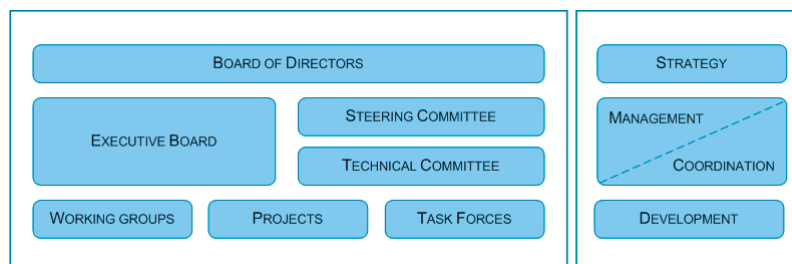 BOARD OF DIRECTORS
EXECUTIVE BOARD
STEERING COMMITTEE
TECHNICAL COMMITTEE
WORKING GROUPS
PROJECTS
TASK FORCES
STRATEGY
MANAGEMENT
COORDINATION
DEVELOPMENT